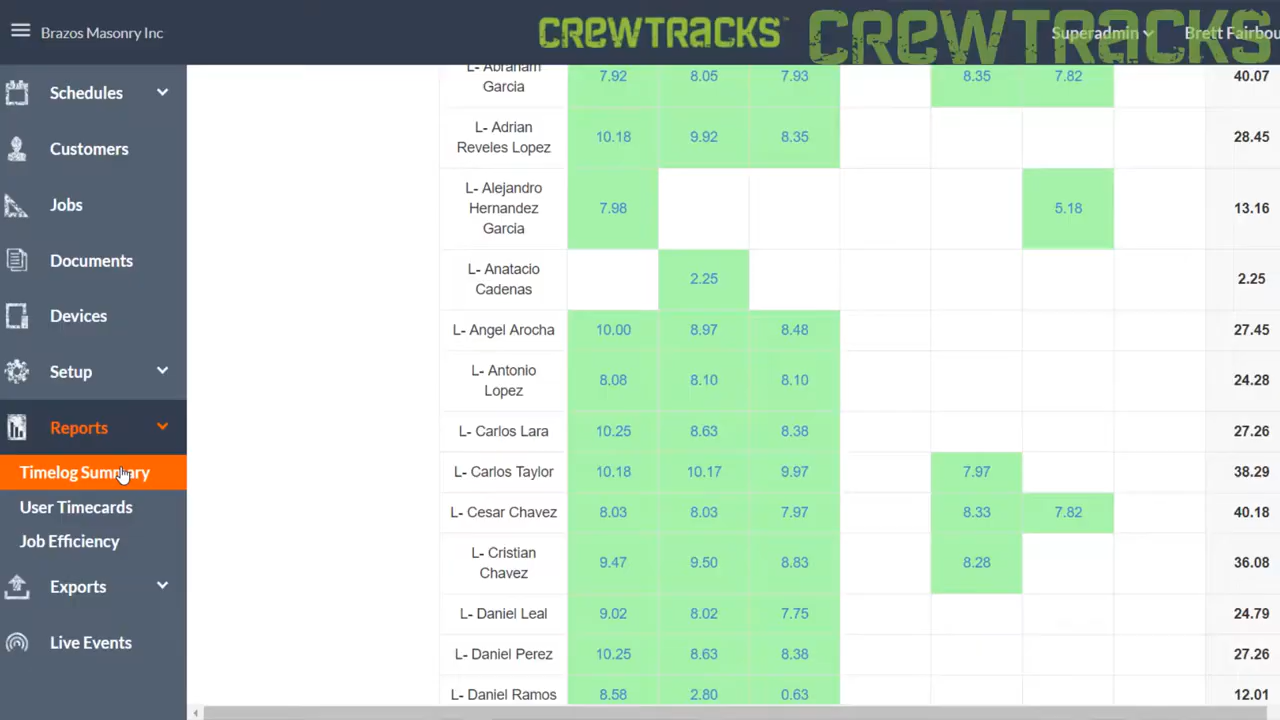 Brazos Masonry Inc
CREWTRACKS™
CREWTRACKS
Superadmin
Brett Fairbou
Schedules
Customers
Jobs
Documents
Devices
Setup
Reports
Timelog Summary
User Timecards
Job Efficiency
Exports
Live Events
L- Abraham
Garcia
7.92 8.05 7.93 8.35 7.82 40.07
L- Adrian
Reveles Lopez
10.18 9.92 8.35 28.45
L- Alejandro
Hernandez
Garcia
7.98 5.18 13.16
L- Anatacio
Cadenas
2.25 2.25
L- Angel Arocha 10.00 8.97 8.48 27.45
L- Antonio
Lopez
8.08 8.10 8.10 24.28
L- Carlos Lara 10.25 8.63 8.38 27.26
L- Carlos Taylor 10.18 10.17 9.97 7.97 38.29
L- Cesar Chavez 8.03 8.03 7.97 8.33 7.82 40.18
L- Cristian
Chavez
9.47 9.50 8.83 8.28 36.08
L- Daniel Leal 9.02 8.02 7.75 24.79
L- Daniel Perez 10.25 8.63 8.38 27.26
L- Daniel Ramos 8.58 2.80 0.63 12.01